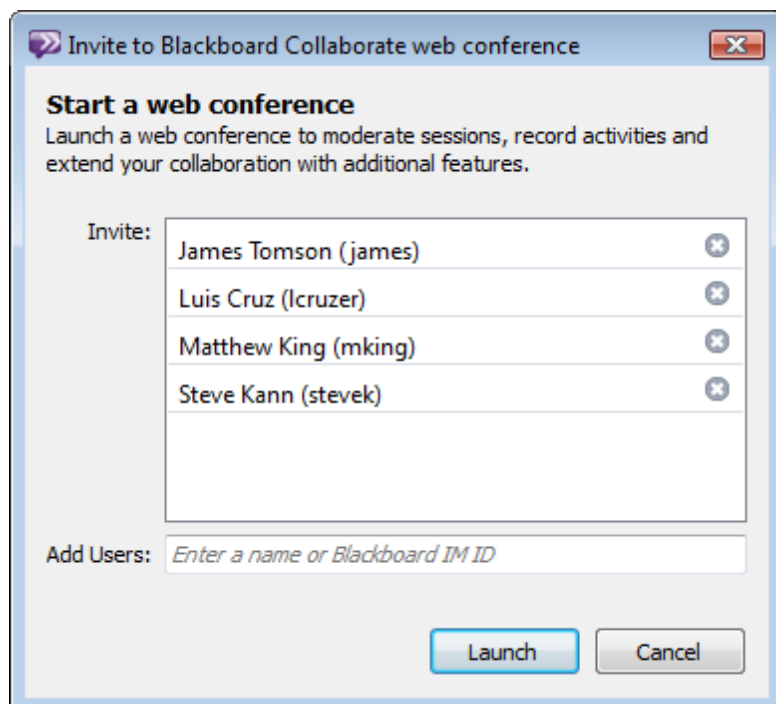 Invite to Blackboard Collaborate web conference
Start a web conference
Launch a web conference to moderate sessions, record activities and
extend your collaboration with additional features.
Invite:
James Tomson (james)
Luis Cruz (lcruzer)
Matthew King (mking)
Steve Kann (stevek)
Add Users: Enter a name or Blackboard IM ID
Launch Cancel